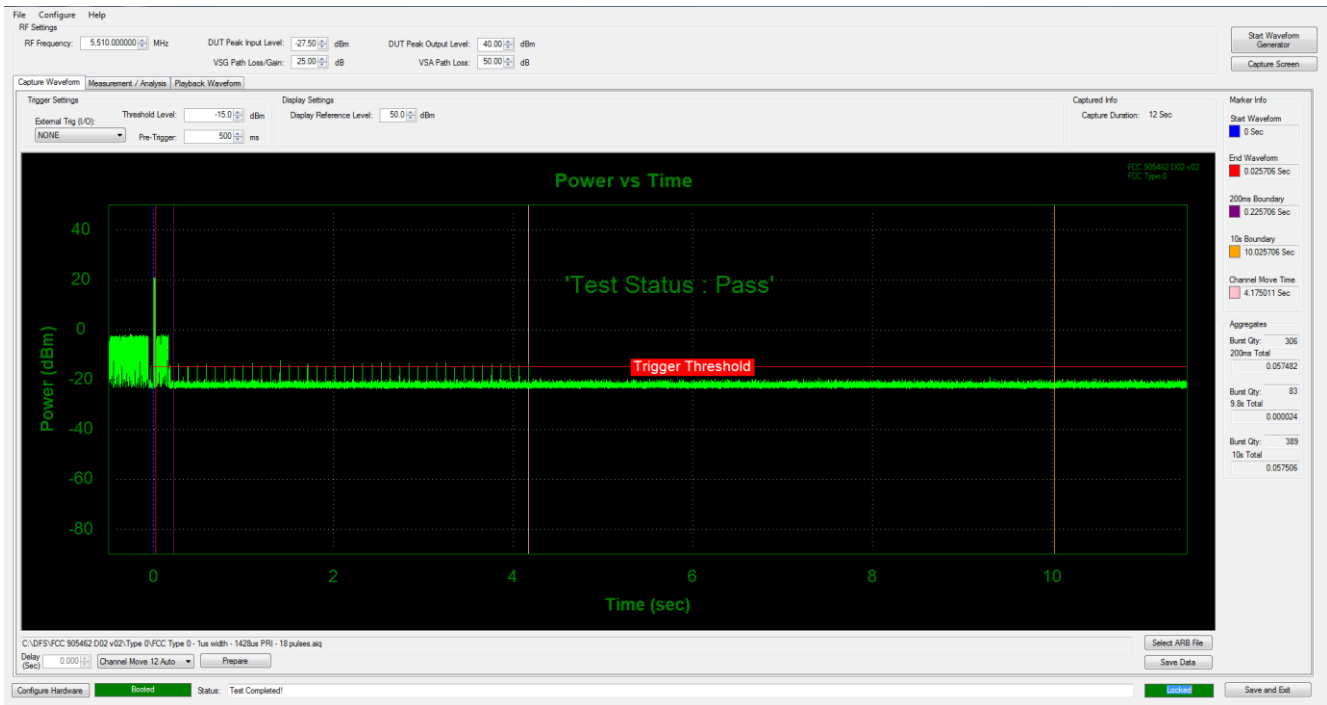 File Configure Help
RF Settings
RF Frequency: 5,510.000000 MHz DUT Peak Input Level: -27.50 dBm DUT Peak Output Level: 40.00 dBm
VSG Path Loss/Gain: 25.00 dB VSA Path Loss: 50.00 dB
Start Waveform
Generator
Capture Screen
Capture Waveform Measurement / Analysis Playback Waveform
Trigger Settings
External Trig (I/O):
NONE
Threshold Level: -15.0 dBm
Pre-Trigger: 500 ms
Display Settings
Display Reference Level: 50.0 dBm
Captured Info
Capture Duration: 12 Sec
Marker Info
Start Waveform
0 Sec
End Waveform
0.025706 Sec
200ms Boundary
0.225706 Sec
10s Boundary
10.025706 Sec
Channel Move Time
4.175011 Sec
Aggregates
Burst Qty: 306
200ms Total
0.057482
Burst Qty: 83
9.8s Total
0.000024
Burst Qty: 389
10s Total
0.057506
Power vs Time
FCC 905462 D02 v02
FCC Type 0
'Test Status : Pass'
Trigger Threshold
Power (dBm)
40
20
0
-20
-40
-60
-80
0 2 4 6 8 10
Time (sec)
C:\DFS\FCC 905462 D02 v02\Type 0\FCC Type 0 - 1us width - 1428us PRI - 18 pulses.aiq
Select ARB File
Delay
(Sec) 0.000 Channel Move 12 Auto Prepare
Save Data
Configure Hardware Booted Status: Test Completed! Locked Save and Exit